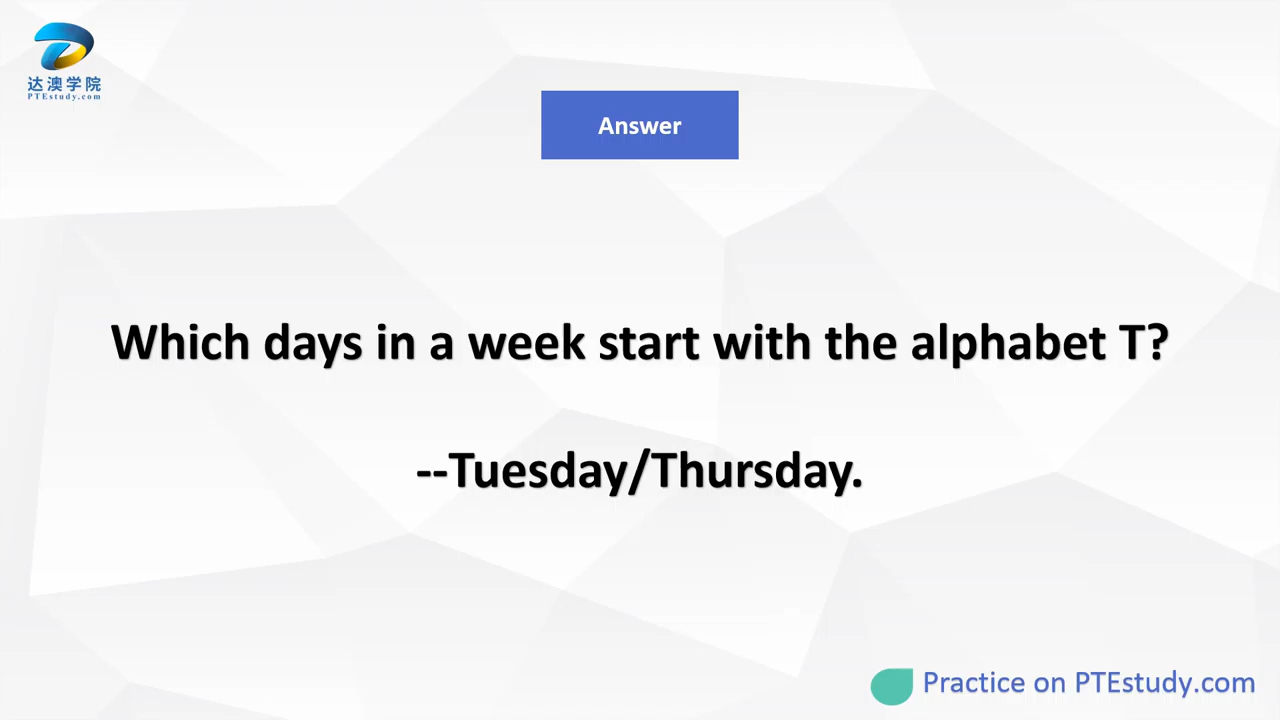 达澳学院
PTEstudy.com
Answer
Which days in a week start with the alphabet T?
--Tuesday/Thursday.
Practice on PTEstudy.com